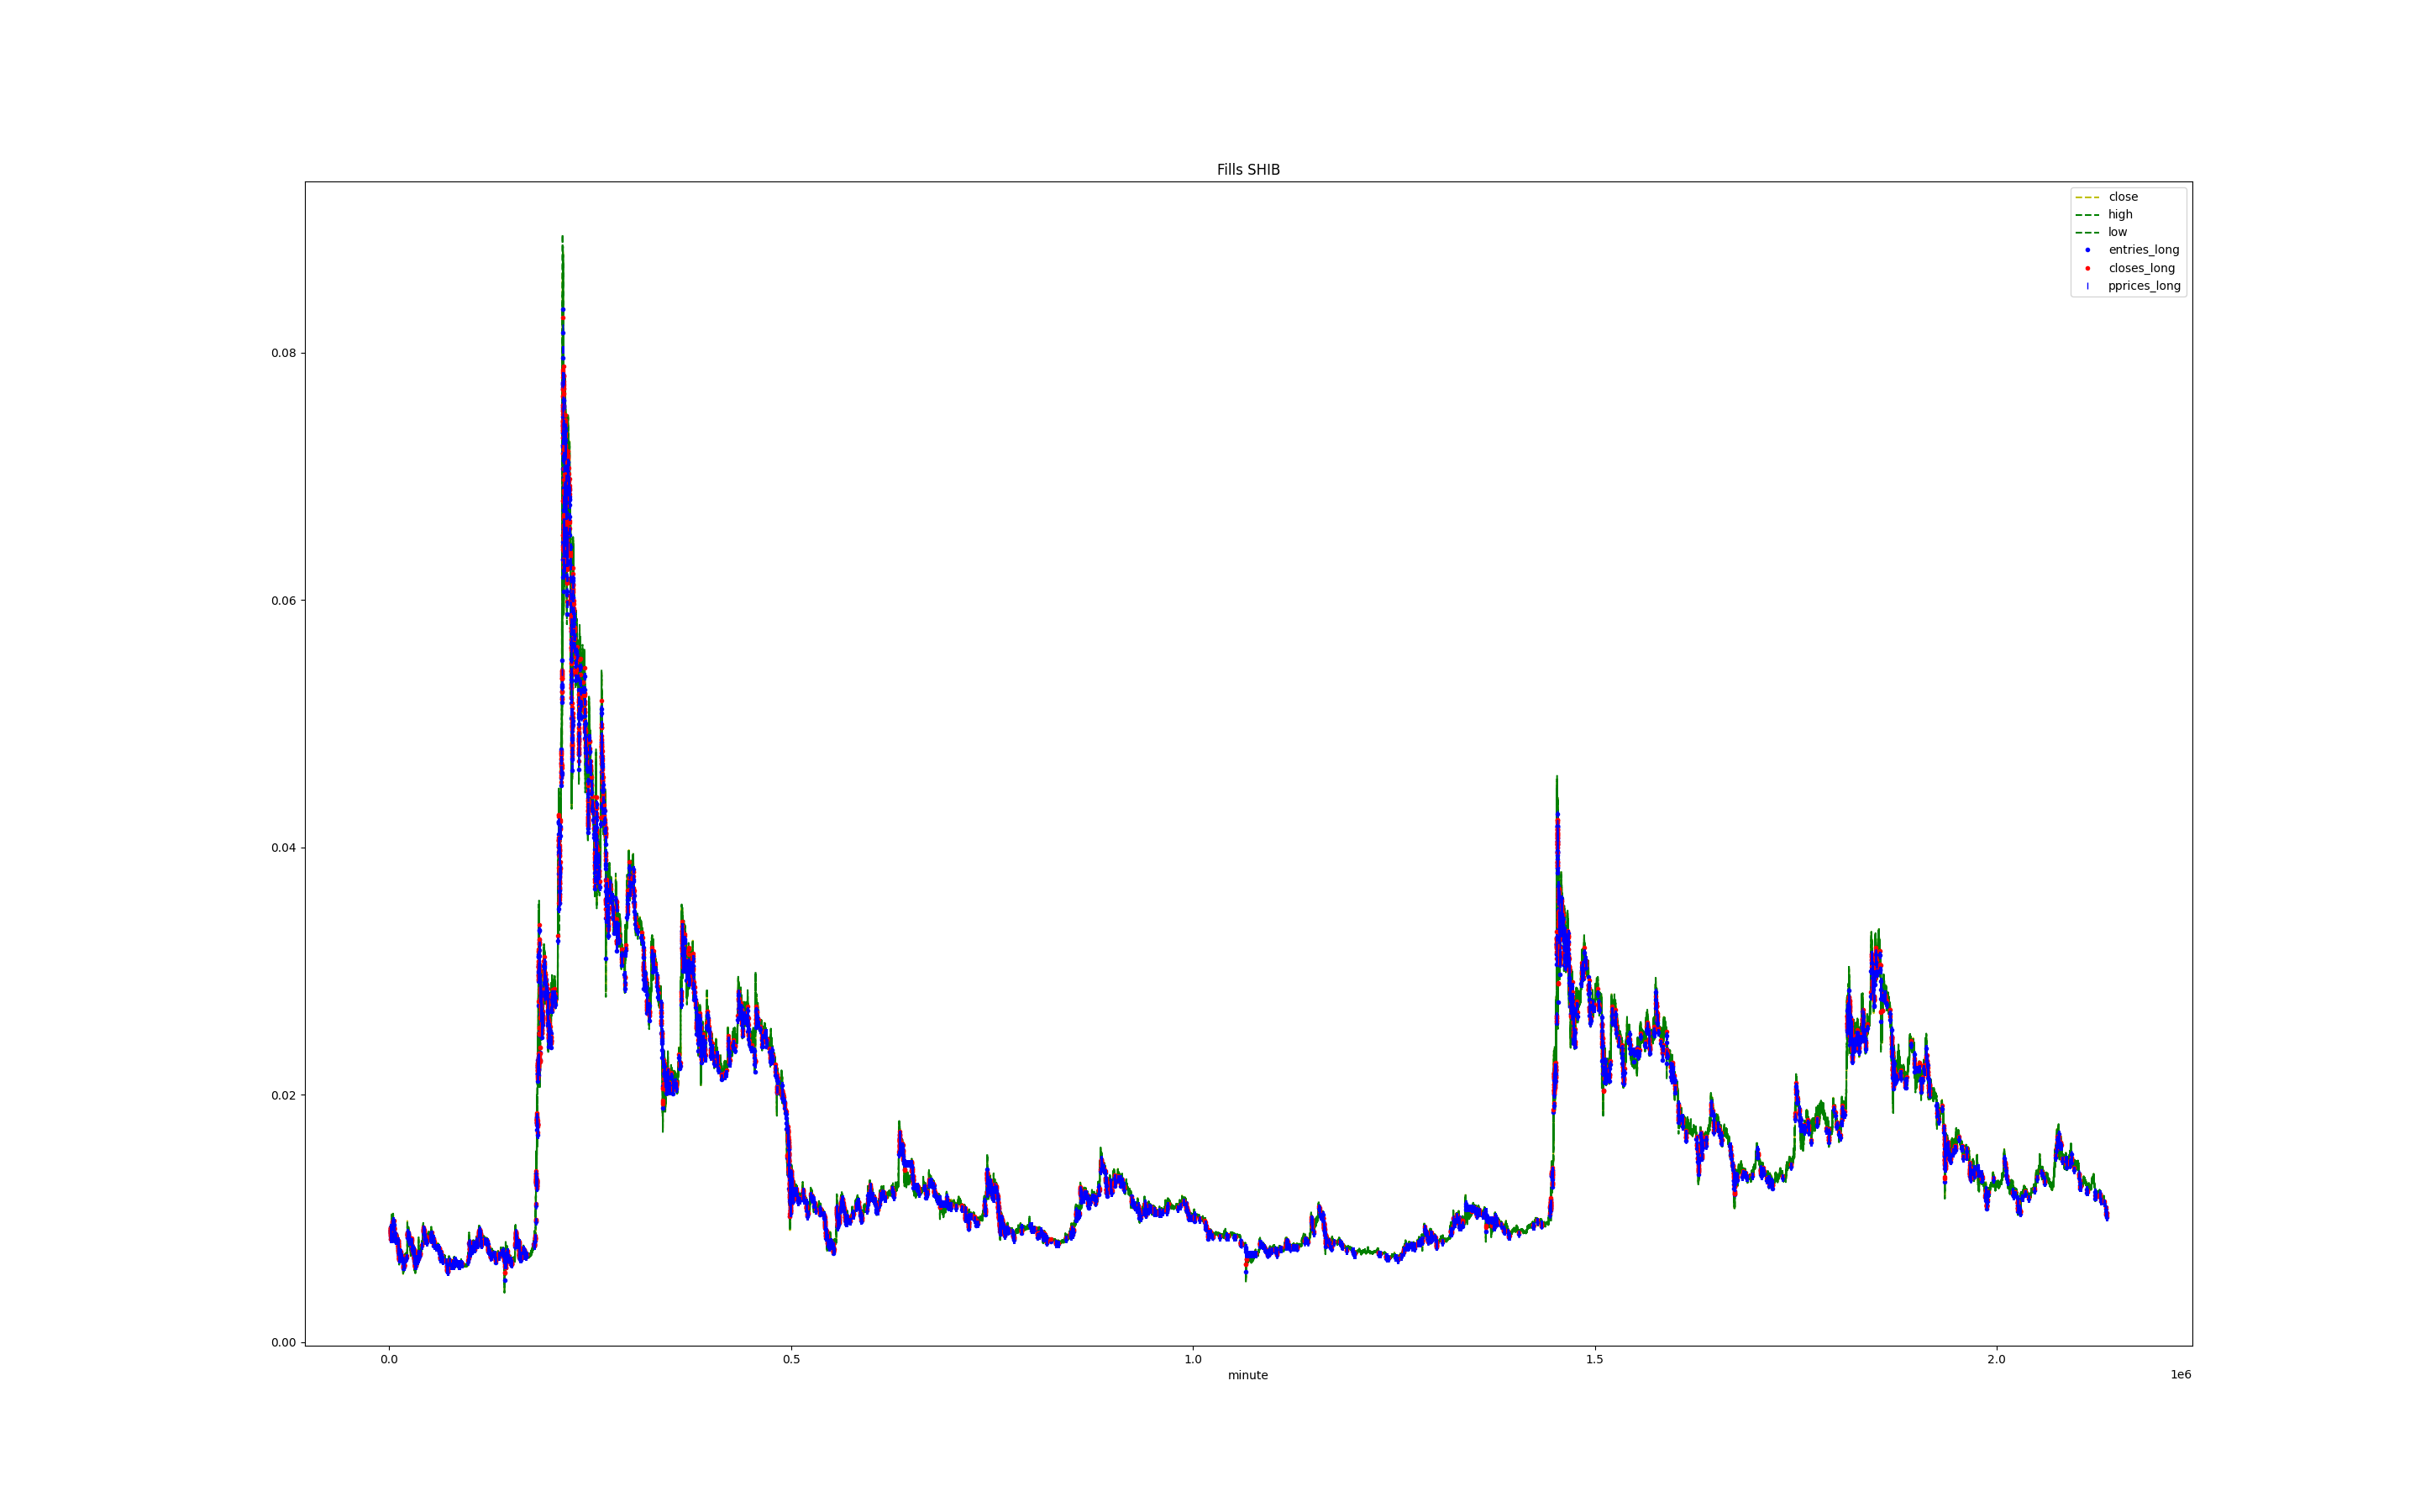 Fills SHIB
close
high
low
entries_long
closes_long
pprices_long
0.08
0.06
0.04
0.02
0.00
0.0 0.5 1.0 1.5 2.0
minute
1e6